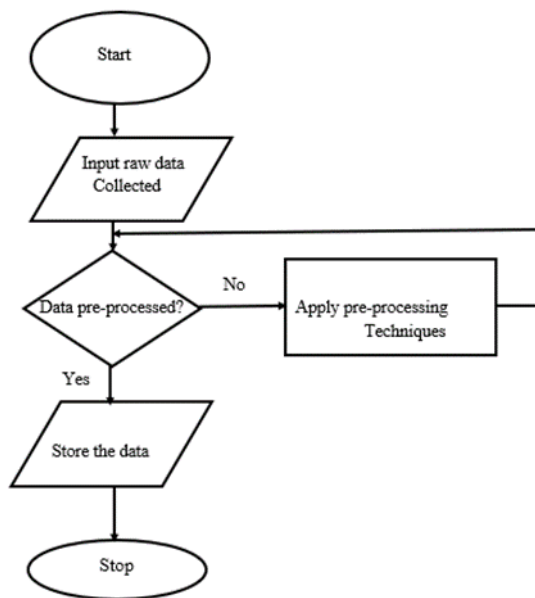 Start
Input raw data
Collected
Data pre-processed?
No
Apply pre-processing
Techniques
Yes
Store the data
Stop